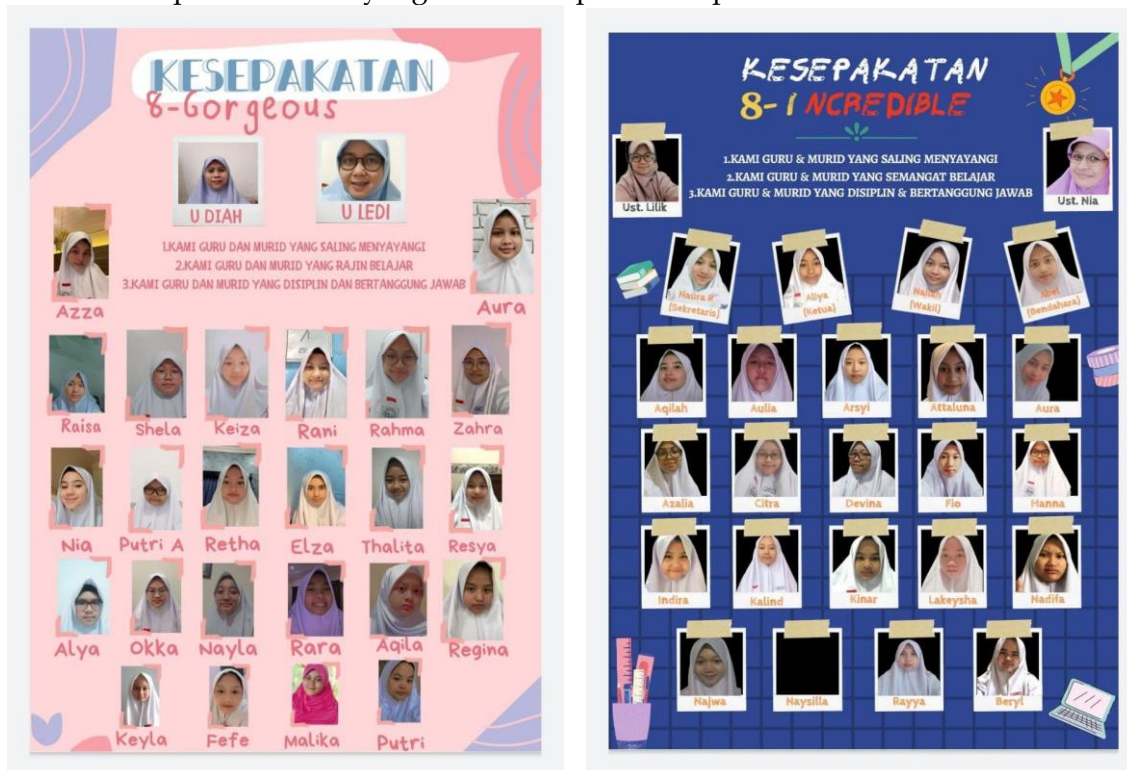 KESEPAKATAN
8-Gorgeous
U DIAH
U LEDI
1.KAMI GURU DAN MURID YANG SALING MENYAYANGI
2.KAMI GURU DAN MURID YANG RAJIN BELAJAR
3.KAMI GURU DAN MURID YANG DISIPLIN DAN BERTANGGUNG JAWAB
Azza
Aura
Raisa Shela Keiza Rani Rahma Zahra
Nia Putri A Retha Elza Thalita Resya
Alya Okka Nayla Rara Aqila Regina
Keyla Fefe Malika Putri
KESEPAKATAN
8-INCREDIBLE
1.KAMI GURU & MURID YANG SALING MENYAYANGI
2.KAMI GURU & MURID YANG SEMANGAT BELAJAR
3.KAMI GURU & MURID YANG DISIPLIN & BERTANGGUNG JAWAB
Ust. Lilik
Ust. Nia
Naura R
(Sekretaris)
Aliya
(Ketua)
(Wakil)
(Bendahara)
Aqilah Aulia Arsyi Attaluna Aura
Azalia Citra Devina Fio Hanna
Indira Kalind Kinar Lakeysha Nadifa
Najwa Naysilla Rayya Beryl